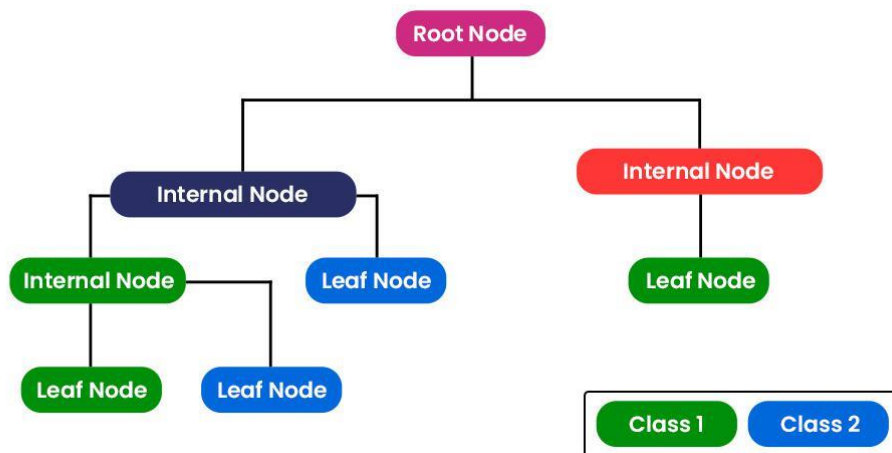 Root Node
Internal Node
Internal Node
Internal Node
Leaf Node
Leaf Node
Leaf Node
Leaf Node
Class 1
Class 2